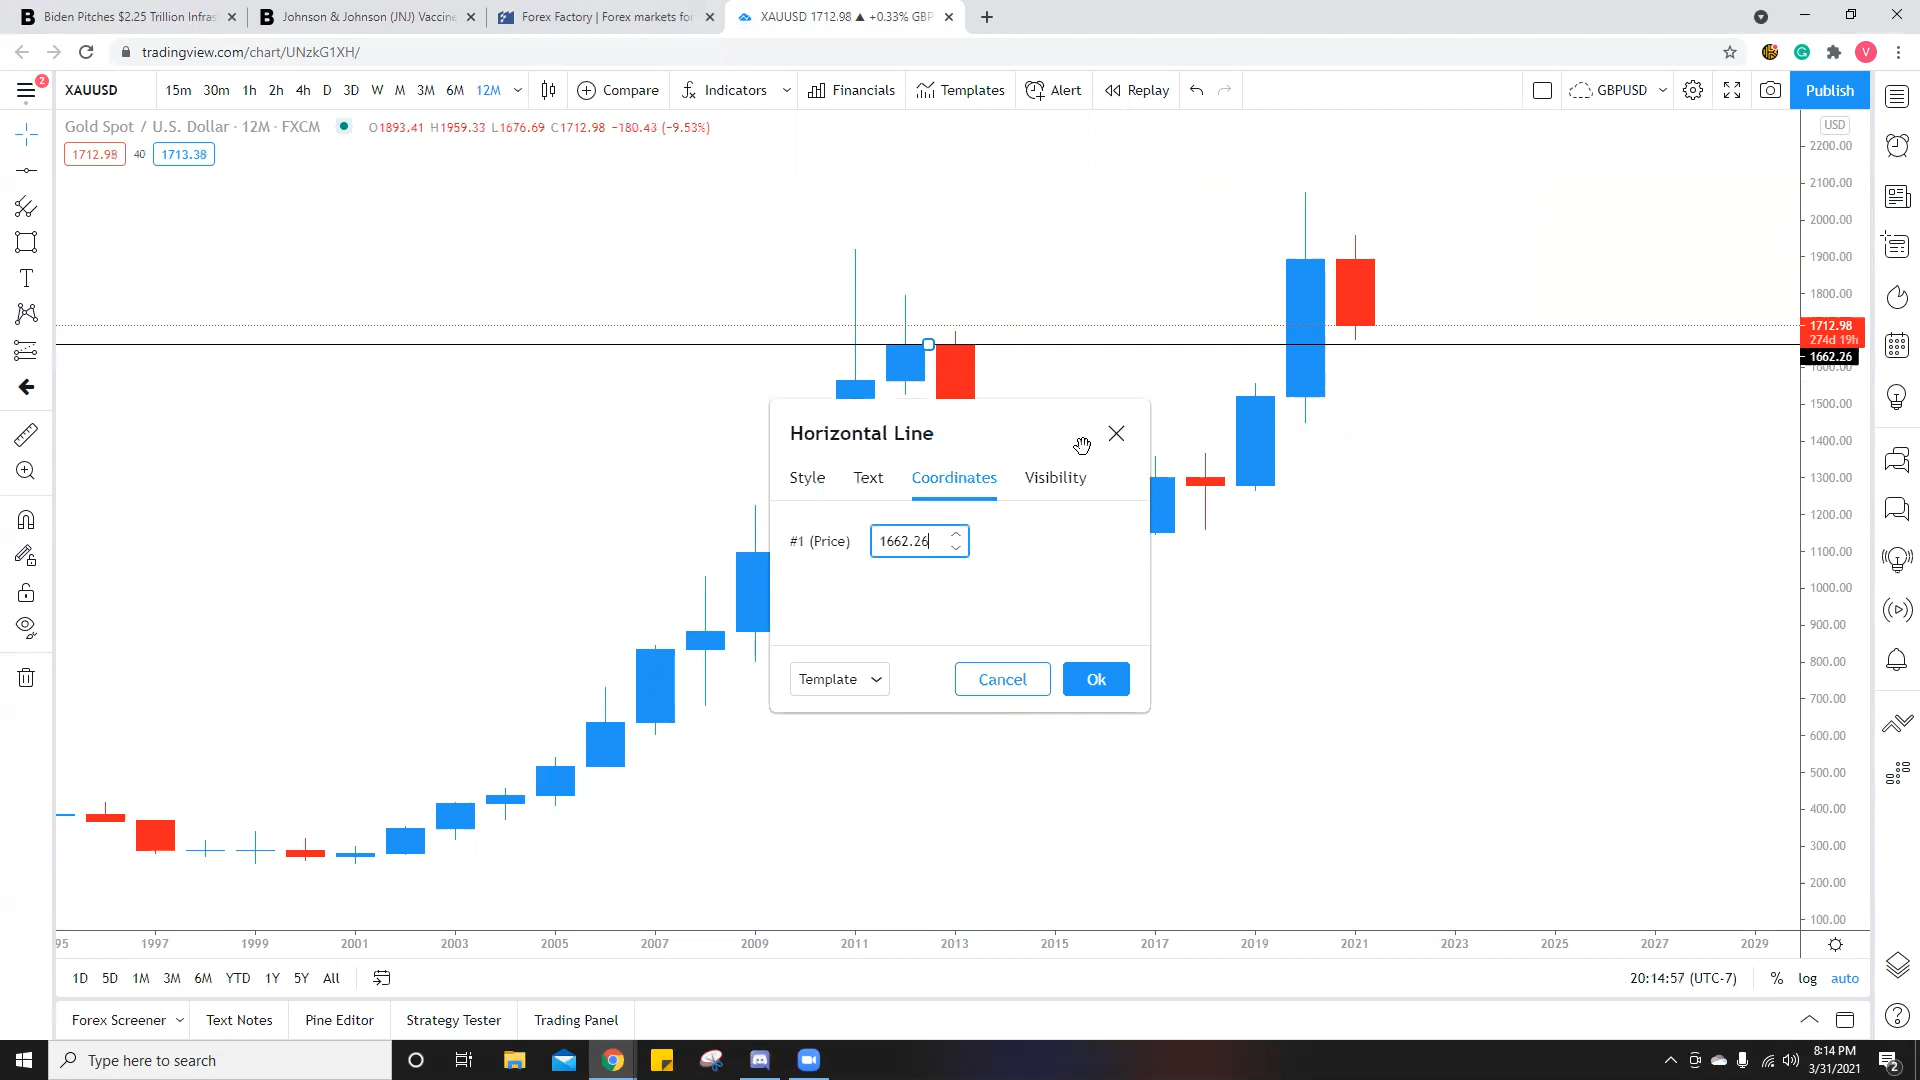 Biden Pitches $2.25 Trillion Infras
Johnson & Johnson (JNJ) Vaccine
Forex Factory | Forex markets for
XAUUSD 1712.98 ▲ +0.33% GBP
tradingview.com/chart/UNzkG1XH/
V
2
XAUUSD 15m 30m 1h 2h 4h D 3D W M 3M 6M 12M Compare Indicators Financials Templates Alert Replay GBPUSD Publish
Gold Spot / U.S. Dollar · 12M · FXCM O1893.41 H1959.33 L1676.69 C1712.98 −180.43 (−9.53%)
1712.98 40 1713.38
USD
2200.00
2100.00
2000.00
1900.00
1800.00
1712.98
274d 19h
1662.26
1600.00
1500.00
1400.00
1300.00
1200.00
1100.00
1000.00
900.00
800.00
700.00
600.00
500.00
400.00
300.00
200.00
100.00
Horizontal Line
Style Text Coordinates Visibility
#1 (Price) 1662.26
Template Cancel Ok
95 1997 1999 2001 2003 2005 2007 2009 2011 2013 2015 2017 2019 2021 2023 2025 2027 2029
1D 5D 1M 3M 6M YTD 1Y 5Y All 20:14:57 (UTC-7) % log auto
Forex Screener Text Notes Pine Editor Strategy Tester Trading Panel
Type here to search
8:14 PM
3/31/2021
2